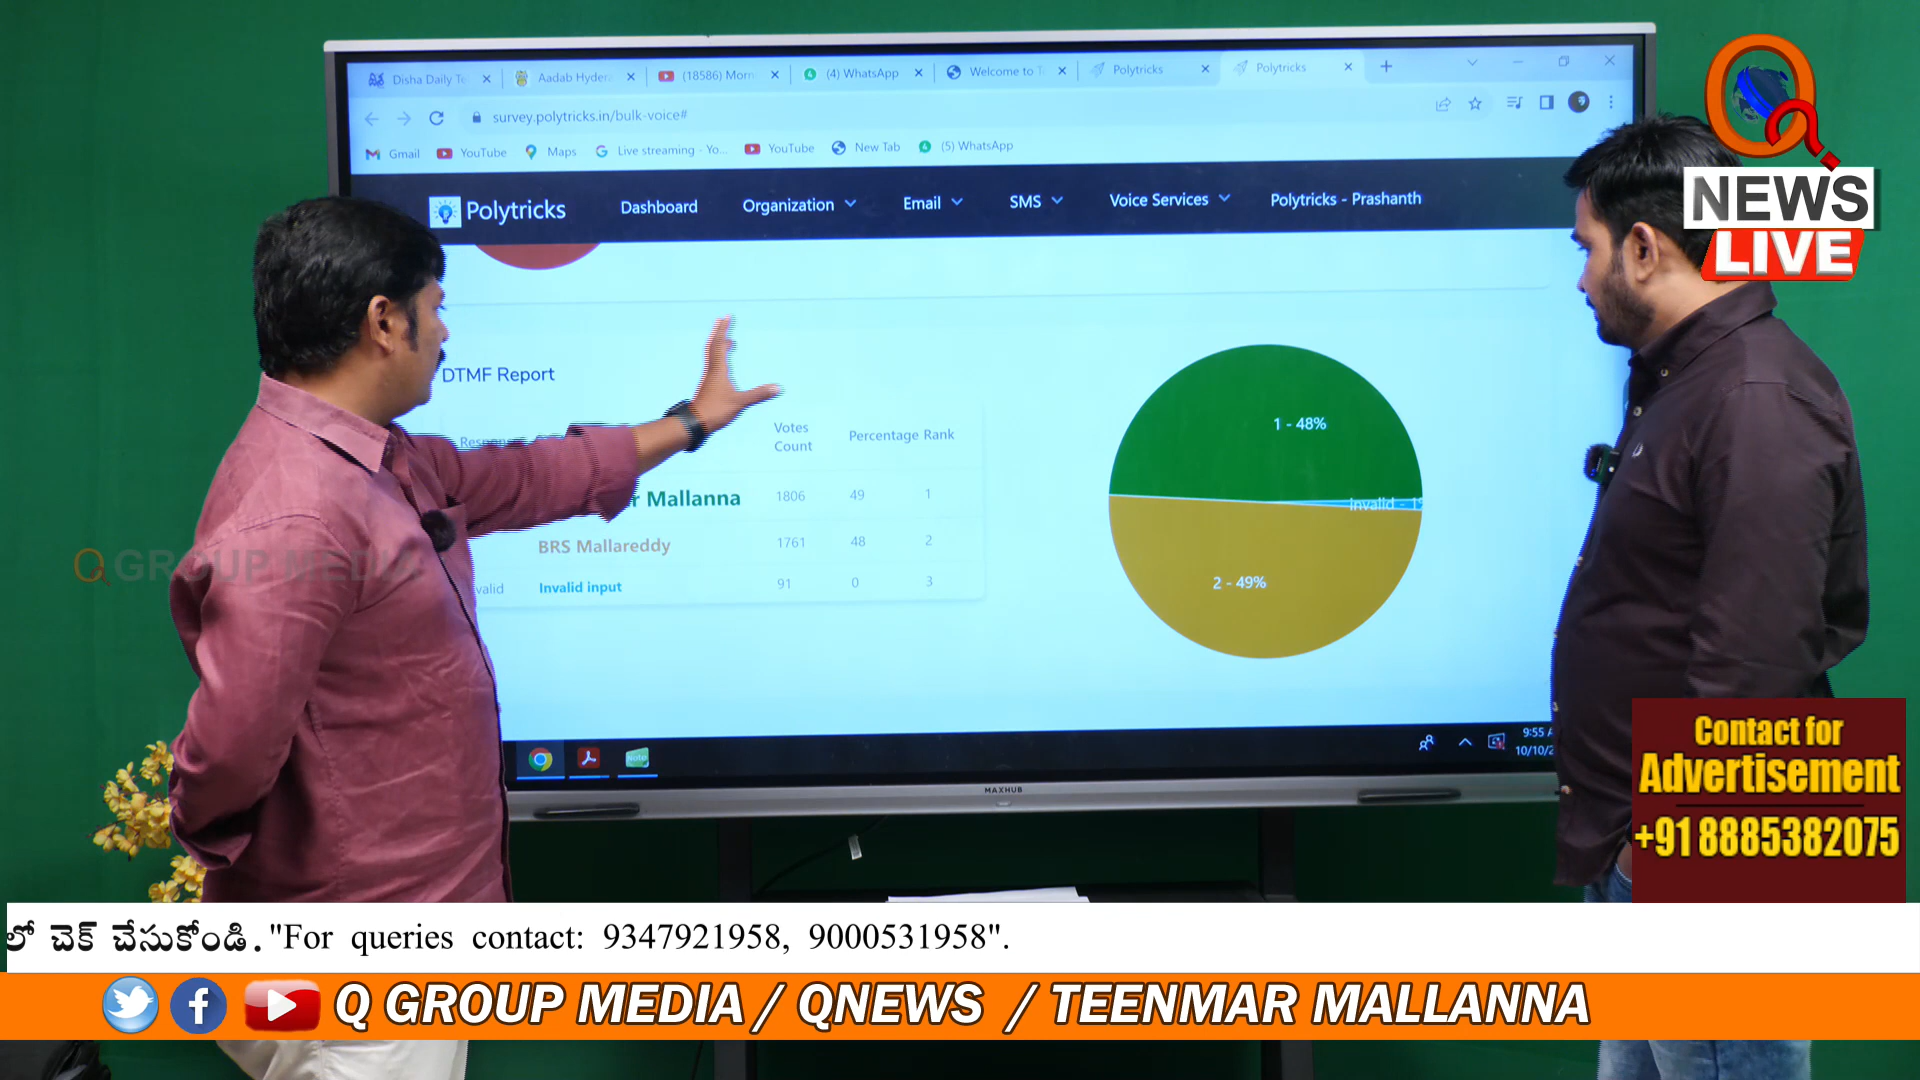 Disha Daily Te
Aadab Hydera
(18586) Morn
(4) WhatsApp
Welcome to T
Polytricks
Polytricks
survey.polytricks.in/bulk-voice#
Gmail
YouTube
Maps
Live streaming - Yo...
YouTube
New Tab
(5) WhatsApp
Polytricks
Dashboard
Organization
Email
SMS
Voice Services
Polytricks - Prashanth
NEWS
LIVE
DTMF Report
Votes Count
Percentage Rank
Mallanna 1806 49 1
BRS Mallareddy 1761 48 2
Invalid input 91 0 3
1 - 48%
invalid - 1
2 - 49%
Q GROUP MEDIA
9:55
10/10/2
MAXHUB
Contact for
Advertisement
+91 8885382075
లో చెక్ చేసుకోండి. "For queries contact: 9347921958, 9000531958".
Q GROUP MEDIA / QNEWS / TEENMAR MALLANNA